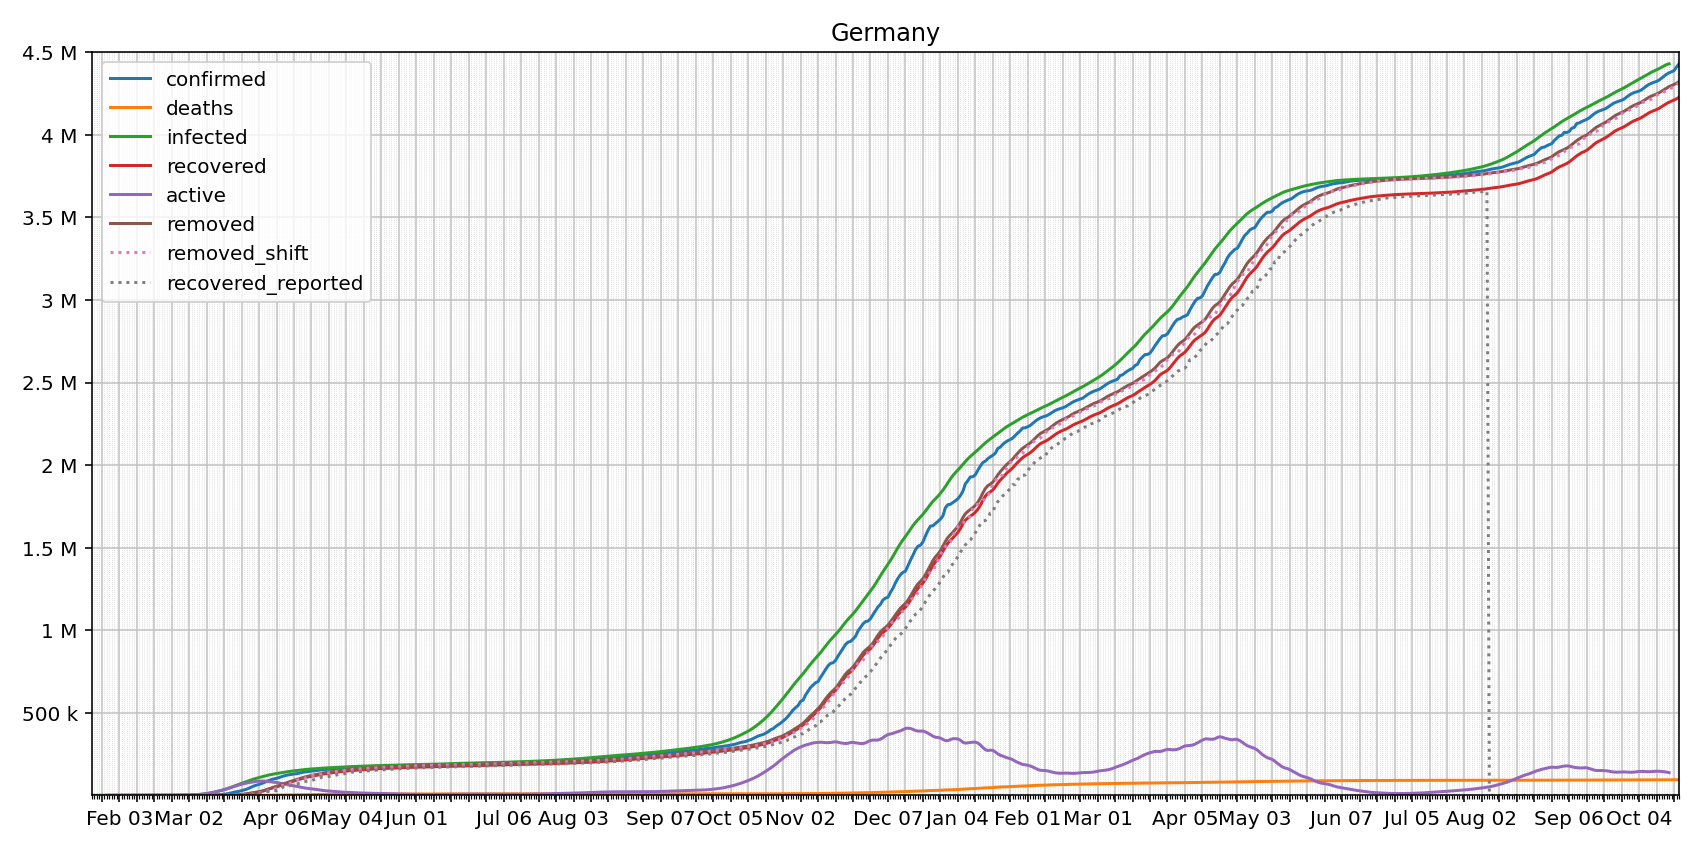 Germany
4.5 M
4 M
3.5 M
3 M
2.5 M
2 M
1.5 M
1 M
500 k
confirmed
deaths
infected
recovered
active
removed
removed_shift
recovered_reported
Feb 03 Mar 02 Apr 06 May 04 Jun 01 Jul 06 Aug 03 Sep 07 Oct 05 Nov 02 Dec 07 Jan 04 Feb 01 Mar 01 Apr 05 May 03 Jun 07 Jul 05 Aug 02 Sep 06 Oct 04